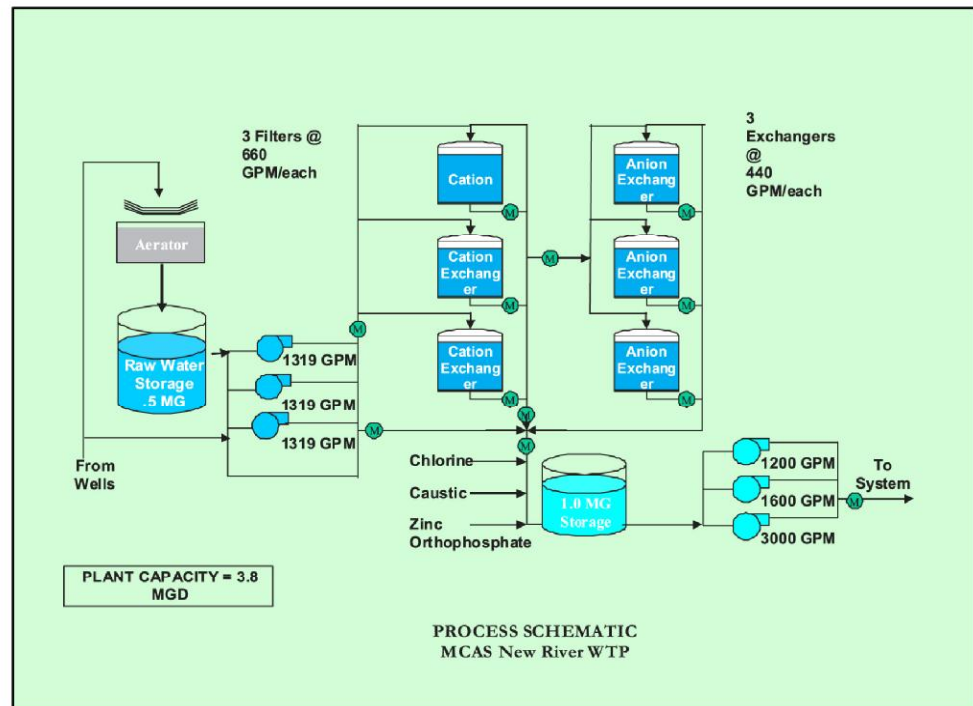 3 Filters @
660
GPM/each
3
Exchangers
@
440
GPM/each
Cation
Anion
Exchang
er
M
M
Aerator
Cation
Exchang
er
Anion
Exchang
er
M
M
M
Raw Water
Storage
.5 MG
1319 GPM
M
Cation
Exchang
er
Anion
Exchang
er
1319 GPM
M
M
1319 GPM
M
M
From
Wells
Chlorine
M
Caustic
Zinc
Orthophosphate
1.0 MG
Storage
1200 GPM
1600 GPM
3000 GPM
To
System
M
PLANT CAPACITY = 3.8
MGD
PROCESS SCHEMATIC
MCAS New River WTP